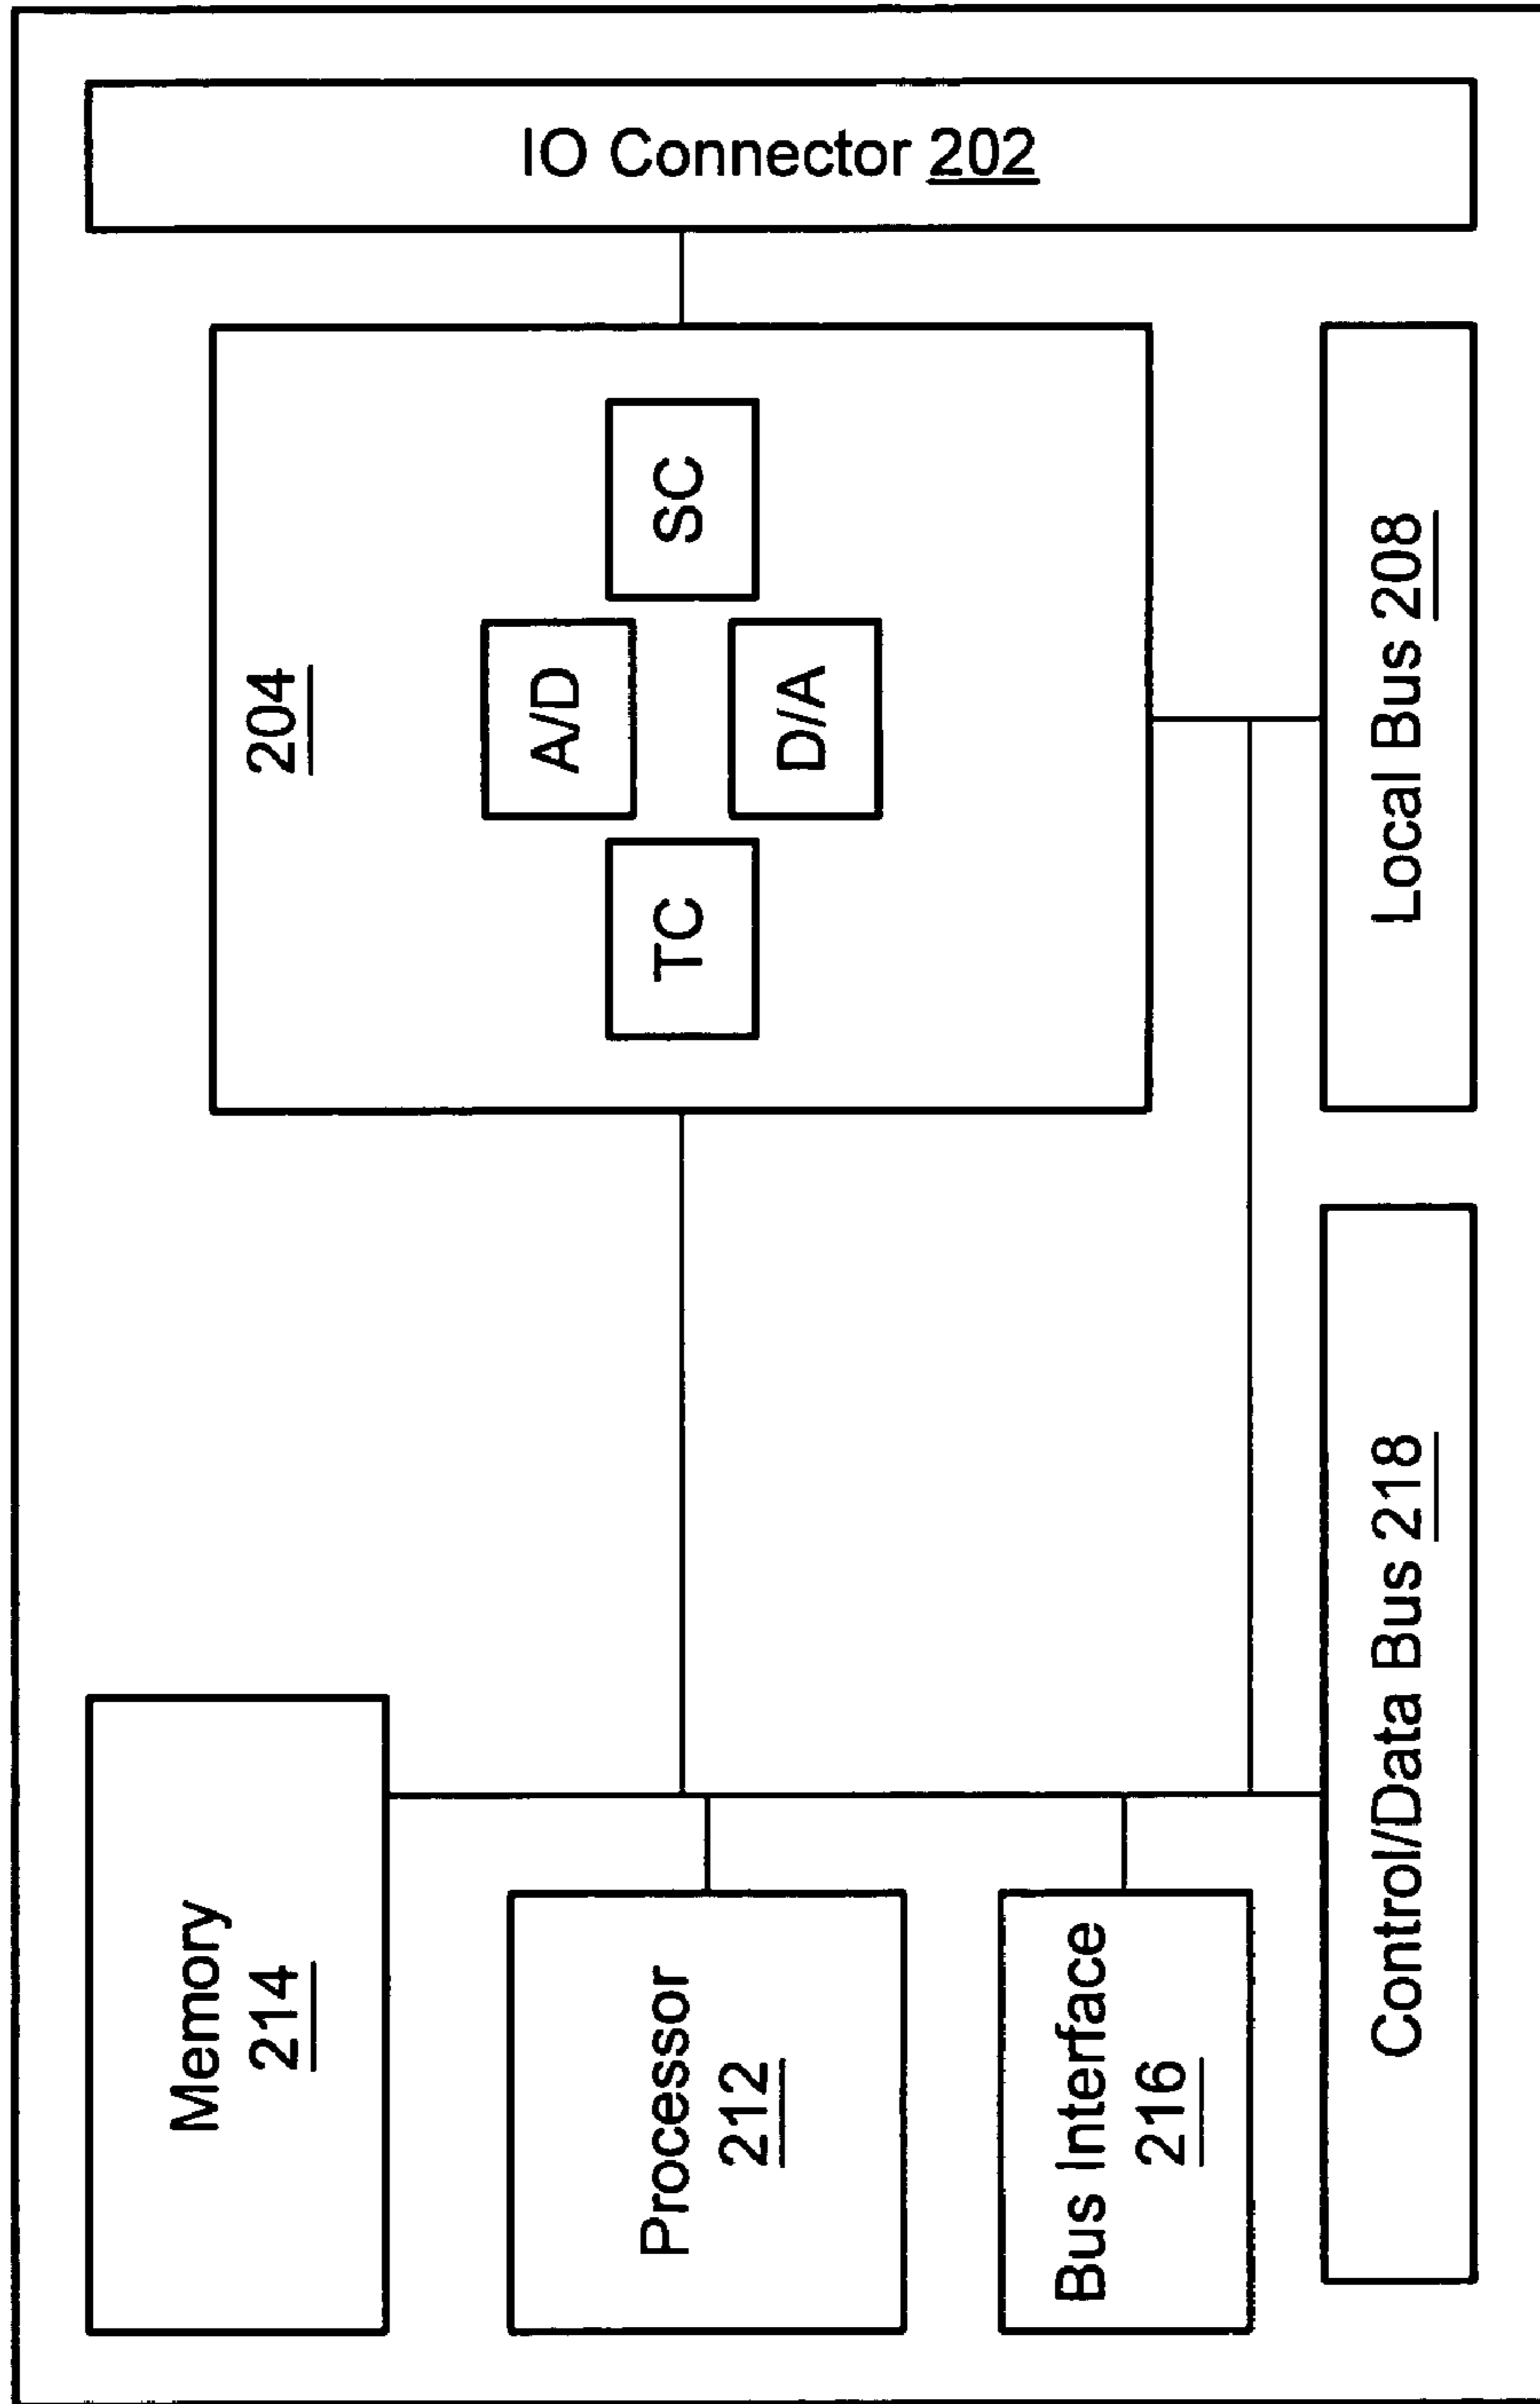 IO Connector 202
204
A/D
SC
TC
D/A
Memory
214
Processor
212
Bus Interface
216
Local Bus 208
Control/Data Bus 218